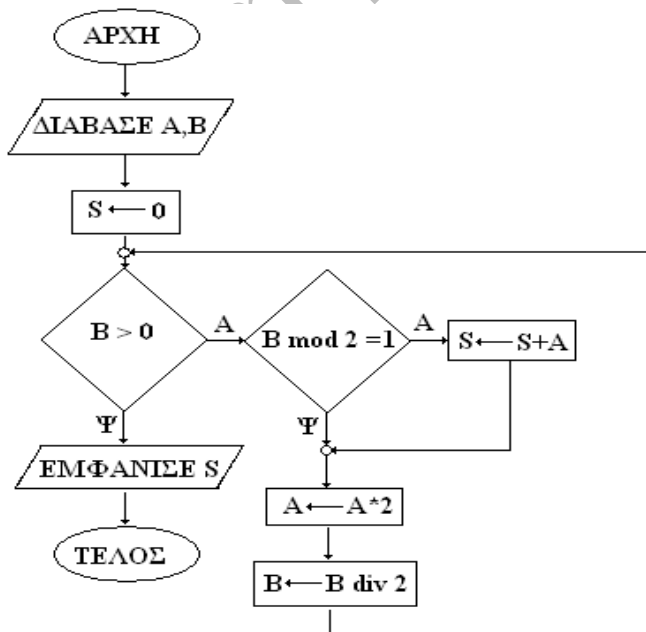 ΑΡΧΗ
ΔΙΑΒΑΣΕ Α,Β
S ← 0
Β > 0
Α
Β mod 2 =1
Α
S ← S+A
Ψ
Ψ
ΕΜΦΑΝΙΣΕ S
Α ← Α*2
ΤΕΛΟΣ
Β ← Β div 2